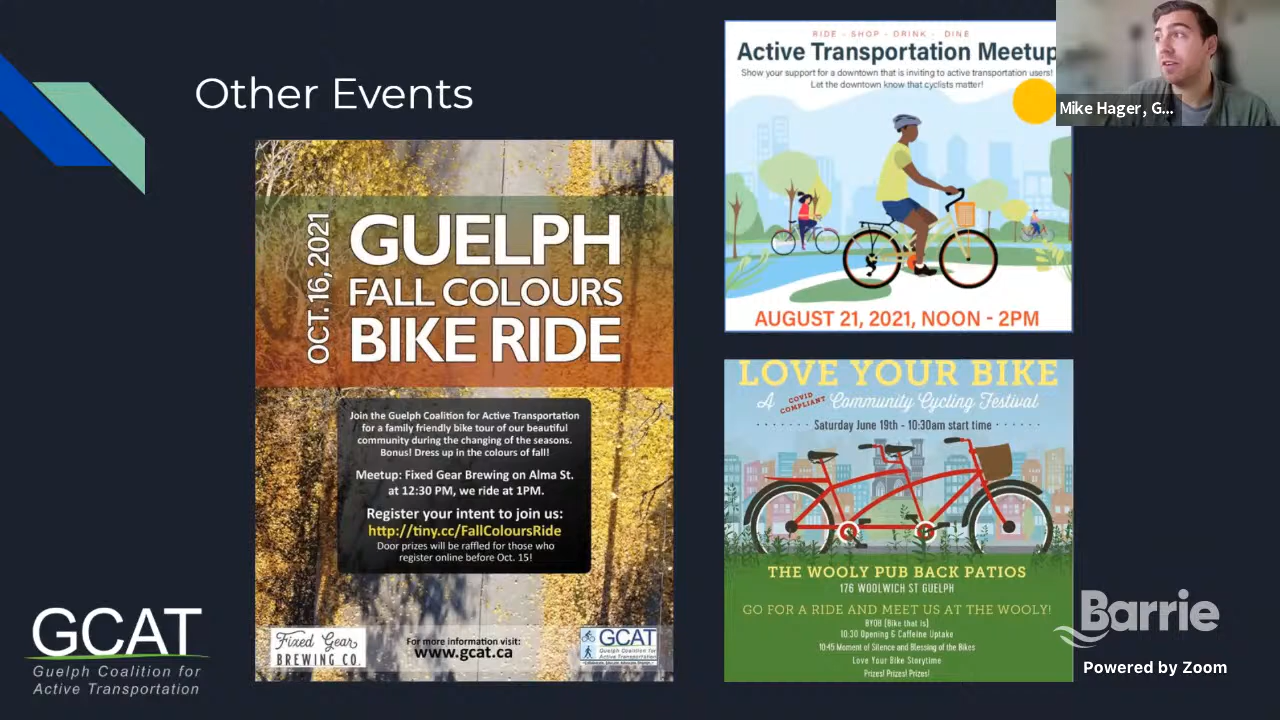 Other Events
OCT. 16, 2021
GUELPH
FALL COLOURS
BIKE RIDE
Join the Guelph Coalition for Active Transportation
for a family friendly bike tour of our beautiful
community during the changing of the seasons.
Bonus! Dress up in the colours of fall!
Meetup: Fixed Gear Brewing on Alma St.
at 12:30 PM, we ride at 1PM.
Register your intent to join us:
http://tiny.cc/FallColoursRide
Door prizes will be raffled for those who
register online before Oct. 15!
Fixed Gear
BREWING CO.
For more information visit:
www.gcat.ca
GCAT
Guelph Coalition for
Active Transportation
RIDE - SHOP - DRINK - DINE
Active Transportation Meetup
Show your support for a downtown that is inviting to active transportation users!
Let the downtown know that cyclists matter!
AUGUST 21, 2021, NOON - 2PM
LOVE YOUR BIKE
A COVID COMPLIANT Community Cycling Festival
Saturday June 19th - 10:30am start time
THE WOOLY PUB BACK PATIOS
176 WOOLWICH ST GUELPH
GO FOR A RIDE AND MEET US AT THE WOOLY!
BYOB (Bike that is)
10:30 Opening & Caffeine Uptake
10:45 Moment of Silence and Blessing of the Bikes
Love Your Bike Storytime
Prizes! Prizes! Prizes!
Mike Hager, G...
GCAT
Guelph Coalition for
Active Transportation
Barrie
Powered by Zoom